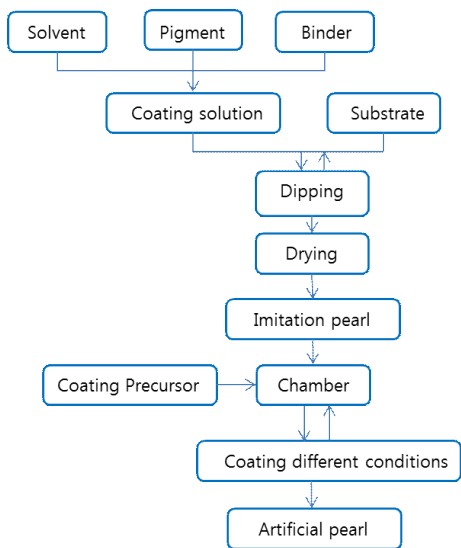 Solvent
Pigment
Binder
Coating solution
Substrate
Dipping
Drying
Imitation pearl
Coating Precursor
Chamber
Coating different conditions
Artificial pearl